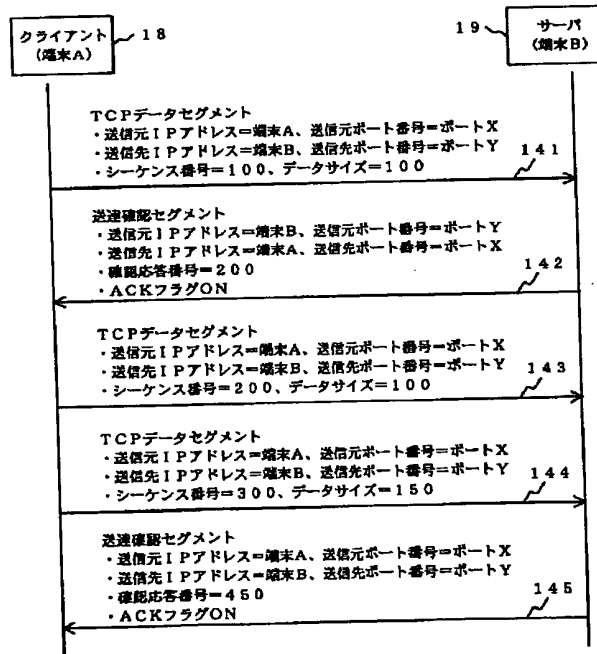 クライアント
(端末A)
18
19
サーバ
(端末B)
TCPデータセグメント
・送信元IPアドレス=端末A、送信元ポート番号=ポートX
・送信先IPアドレス=端末B、送信先ポート番号=ポートY
・シーケンス番号=100、データサイズ=100
141
送達確認セグメント
・送信元IPアドレス=端末B、送信元ポート番号=ポートY
・送信先IPアドレス=端末A、送信先ポート番号=ポートX
・確認応答番号=200
・ACKフラグON
142
TCPデータセグメント
・送信元IPアドレス=端末A、送信元ポート番号=ポートX
・送信先IPアドレス=端末B、送信先ポート番号=ポートY
・シーケンス番号=200、データサイズ=100
143
TCPデータセグメント
・送信元IPアドレス=端末A、送信元ポート番号=ポートX
・送信先IPアドレス=端末B、送信先ポート番号=ポートY
・シーケンス番号=300、データサイズ=150
144
送達確認セグメント
・送信元IPアドレス=端末A、送信元ポート番号=ポートX
・送信先IPアドレス=端末B、送信先ポート番号=ポートY
・確認応答番号=450
・ACKフラグON
145